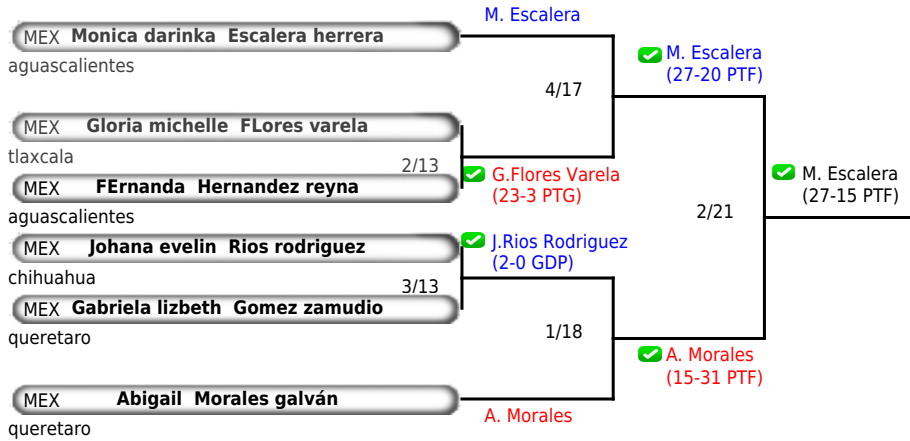 M. Escalera
MEX Monica darinka Escalera herrera
aguascalientes
M. Escalera
(27-20 PTF)
4/17
MEX Gloria michelle FLores varela
tlaxcala
2/13
G.Flores Varela
(23-3 PTG)
MEX FErnanda Hernandez reyna
aguascalientes
M. Escalera
(27-15 PTF)
2/21
MEX Johana evelin Rios rodriguez
chihuahua
J.Rios Rodriguez
(2-0 GDP)
3/13
MEX Gabriela lizbeth Gomez zamudio
queretaro
1/18
A. Morales
(15-31 PTF)
MEX Abigail Morales galván
queretaro
A. Morales